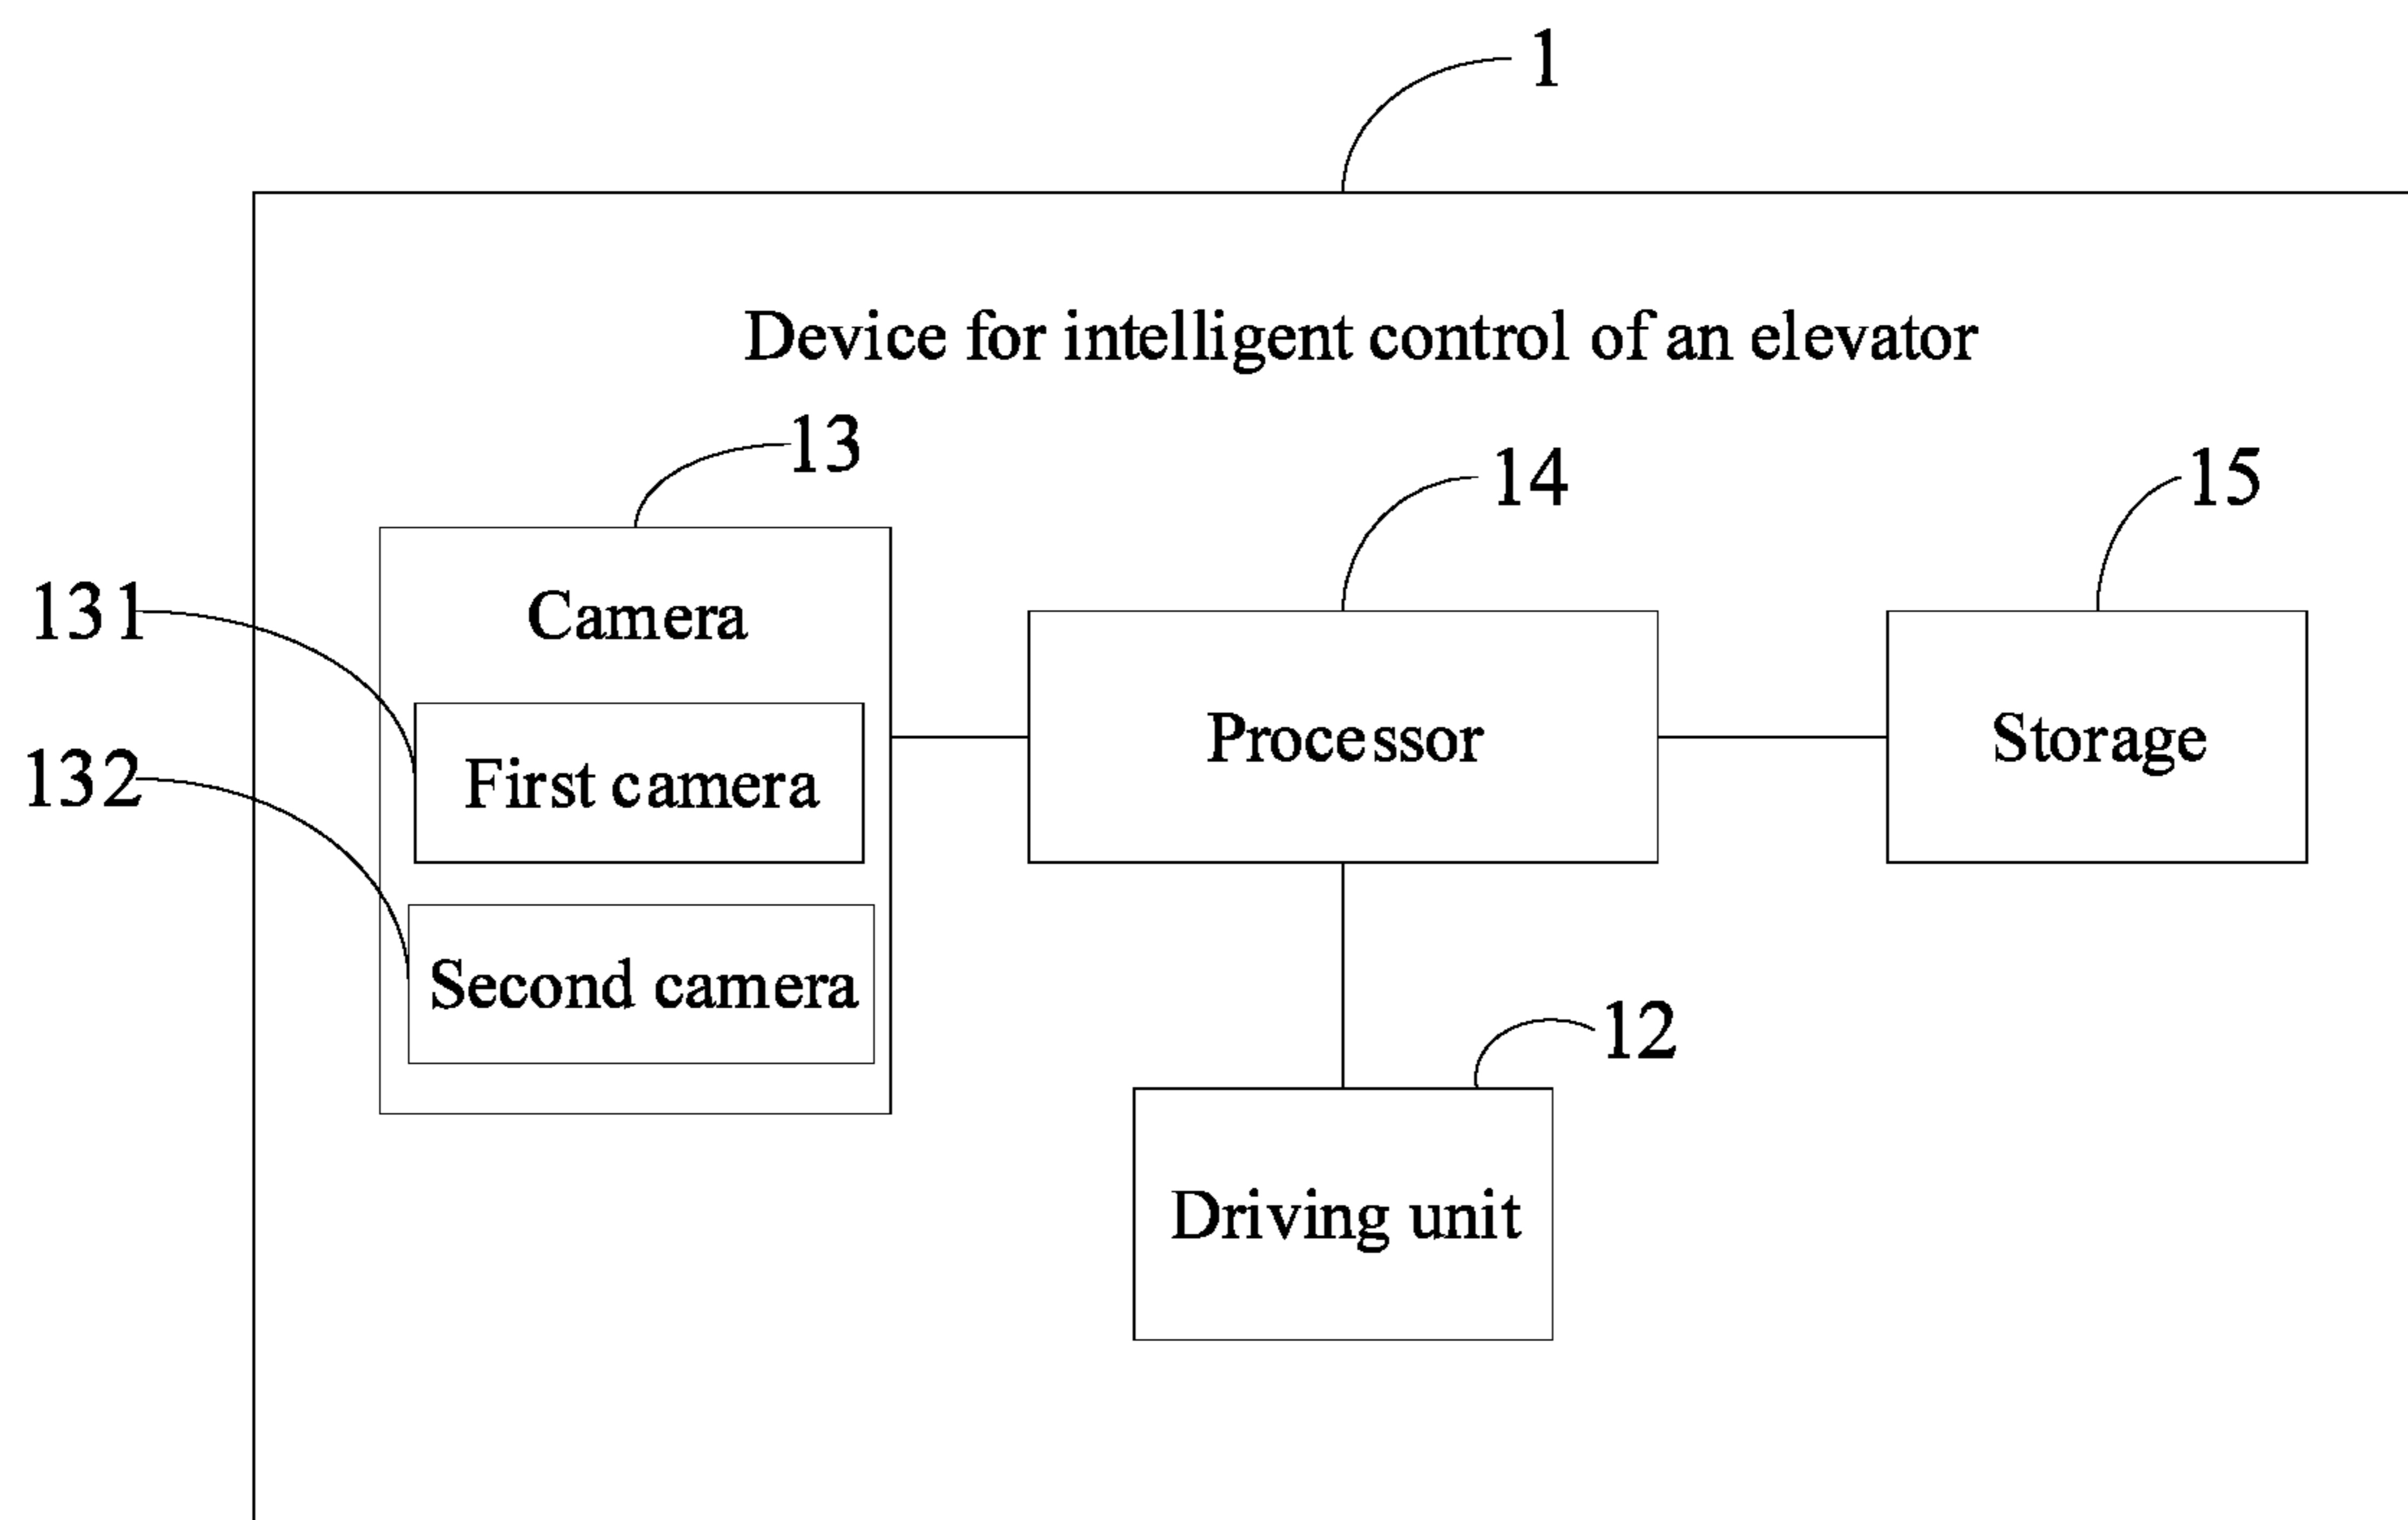 1
Device for intelligent control of an elevator
13
14
15
131
Camera
132
First camera
Processor
Storage
Second camera
12
Driving unit